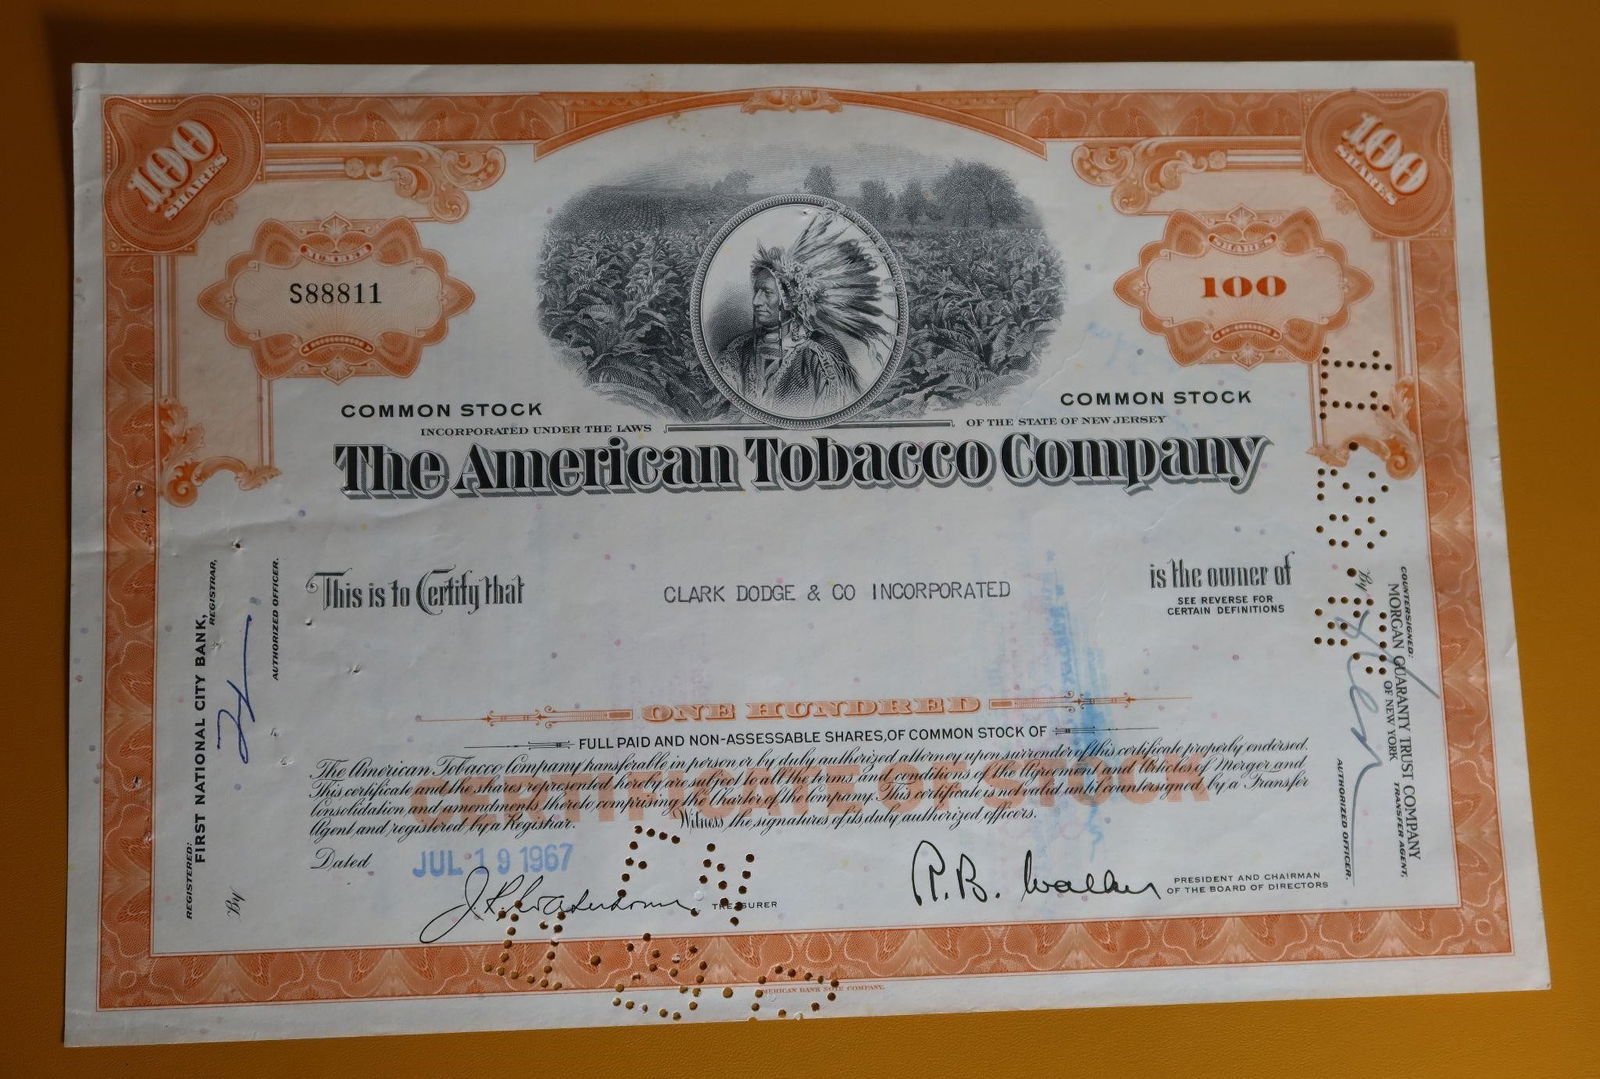 100
SHARES
100
SHARES
NUMBER
S88811
SHARES
100
COMMON STOCK
COMMON STOCK
INCORPORATED UNDER THE LAWS
OF THE STATE OF NEW JERSEY
The American Tobacco Company
This is to Certify that
CLARK DODGE & CO INCORPORATED
is the owner of
SEE REVERSE FOR
CERTAIN DEFINITIONS
ONE HUNDRED
FULL PAID AND NON-ASSESSABLE SHARES, OF COMMON STOCK OF
The American Tobacco Company transferable in person or by duly authorized attorney upon surrender of this certificate properly endorsed.
This certificate and the shares represented hereby are subject to all the terms and conditions of the Agreement and Articles of Merger and
Consolidation and amendments thereto comprising the Charter of the Company. This certificate is not valid until countersigned by a Transfer
Agent and registered by a Registrar.
Witness, the signatures of its duly authorized officers.
Dated
JUL 19 1967
TREASURER
R.B. Walker
PRESIDENT AND CHAIRMAN
OF THE BOARD OF DIRECTORS
AMERICAN BANK NOTE COMPANY.
REGISTERED:
FIRST NATIONAL CITY BANK,
REGISTRAR,
By
AUTHORIZED OFFICER.
COUNTERSIGNED:
MORGAN GUARANTY TRUST COMPANY
OF NEW YORK
TRANSFER AGENT,
By
AUTHORIZED OFFICER.